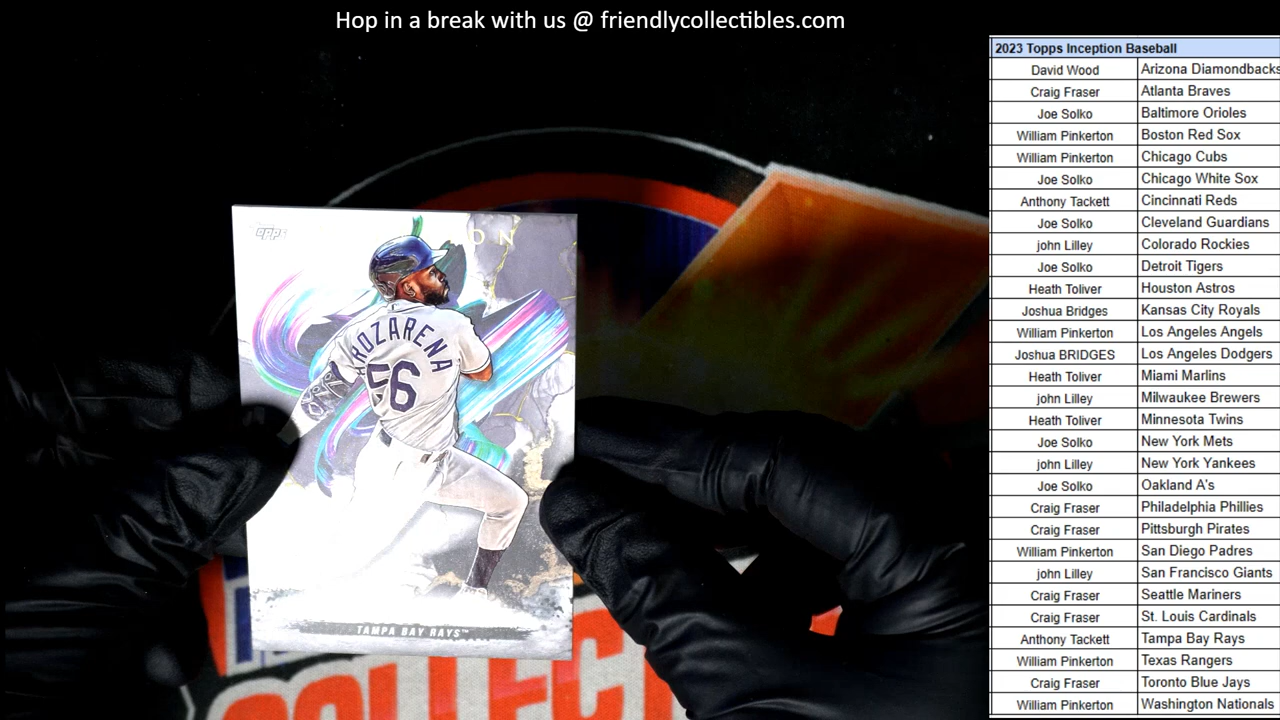 Hop in a break with us @ friendlycollectibles.com
2023 Topps Inception Baseball
David Wood Arizona Diamondbacks
Craig Fraser Atlanta Braves
Joe Solko Baltimore Orioles
William Pinkerton Boston Red Sox
William Pinkerton Chicago Cubs
Joe Solko Chicago White Sox
Anthony Tackett Cincinnati Reds
Joe Solko Cleveland Guardians
john Lilley Colorado Rockies
Joe Solko Detroit Tigers
Heath Toliver Houston Astros
Joshua Bridges Kansas City Royals
William Pinkerton Los Angeles Angels
Joshua BRIDGES Los Angeles Dodgers
Heath Toliver Miami Marlins
john Lilley Milwaukee Brewers
Heath Toliver Minnesota Twins
Joe Solko New York Mets
john Lilley New York Yankees
Joe Solko Oakland A's
Craig Fraser Philadelphia Phillies
Craig Fraser Pittsburgh Pirates
William Pinkerton San Diego Padres
john Lilley San Francisco Giants
Craig Fraser Seattle Mariners
Craig Fraser St. Louis Cardinals
Anthony Tackett Tampa Bay Rays
William Pinkerton Texas Rangers
Craig Fraser Toronto Blue Jays
William Pinkerton Washington Nationals
Topps
ON
ROZARENA
56
TAMPA BAY RAYS™
COLLECT